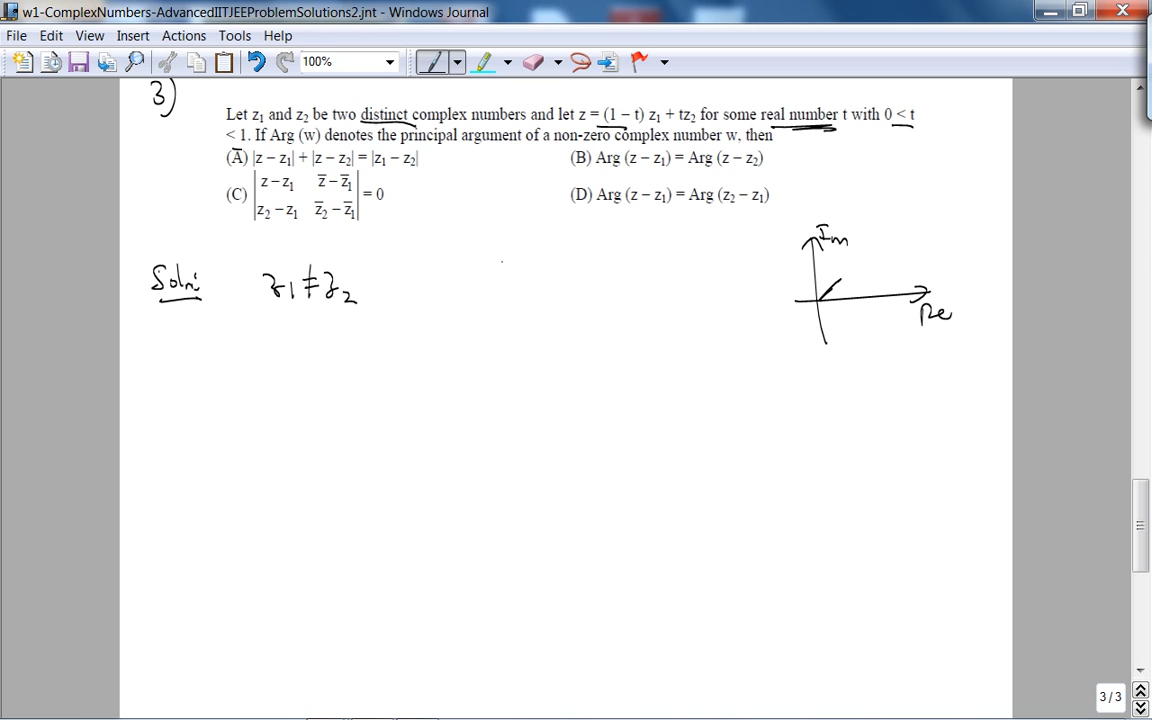 w1-ComplexNumbers-AdvancedIITJEEProblemSolutions2.jnt - Windows Journal
File Edit View Insert Actions Tools Help
100%
3)
Let z₁ and z₂ be two distinct complex numbers and let z = (1 − t) z₁ + tz₂ for some real number t with 0 < t
< 1. If Arg (w) denotes the principal argument of a non-zero complex number w, then
(A) |z − z₁| + |z − z₂| = |z₁ − z₂| (B) Arg (z − z₁) = Arg (z − z₂)
(C) | z − z₁ z̅ − z̅₁ |
| z₂ − z₁ z̅₂ − z̅₁ | = 0 (D) Arg (z − z₁) = Arg (z₂ − z₁)
Im
Soln: z₁ ≠ z₂
Re
3 / 3